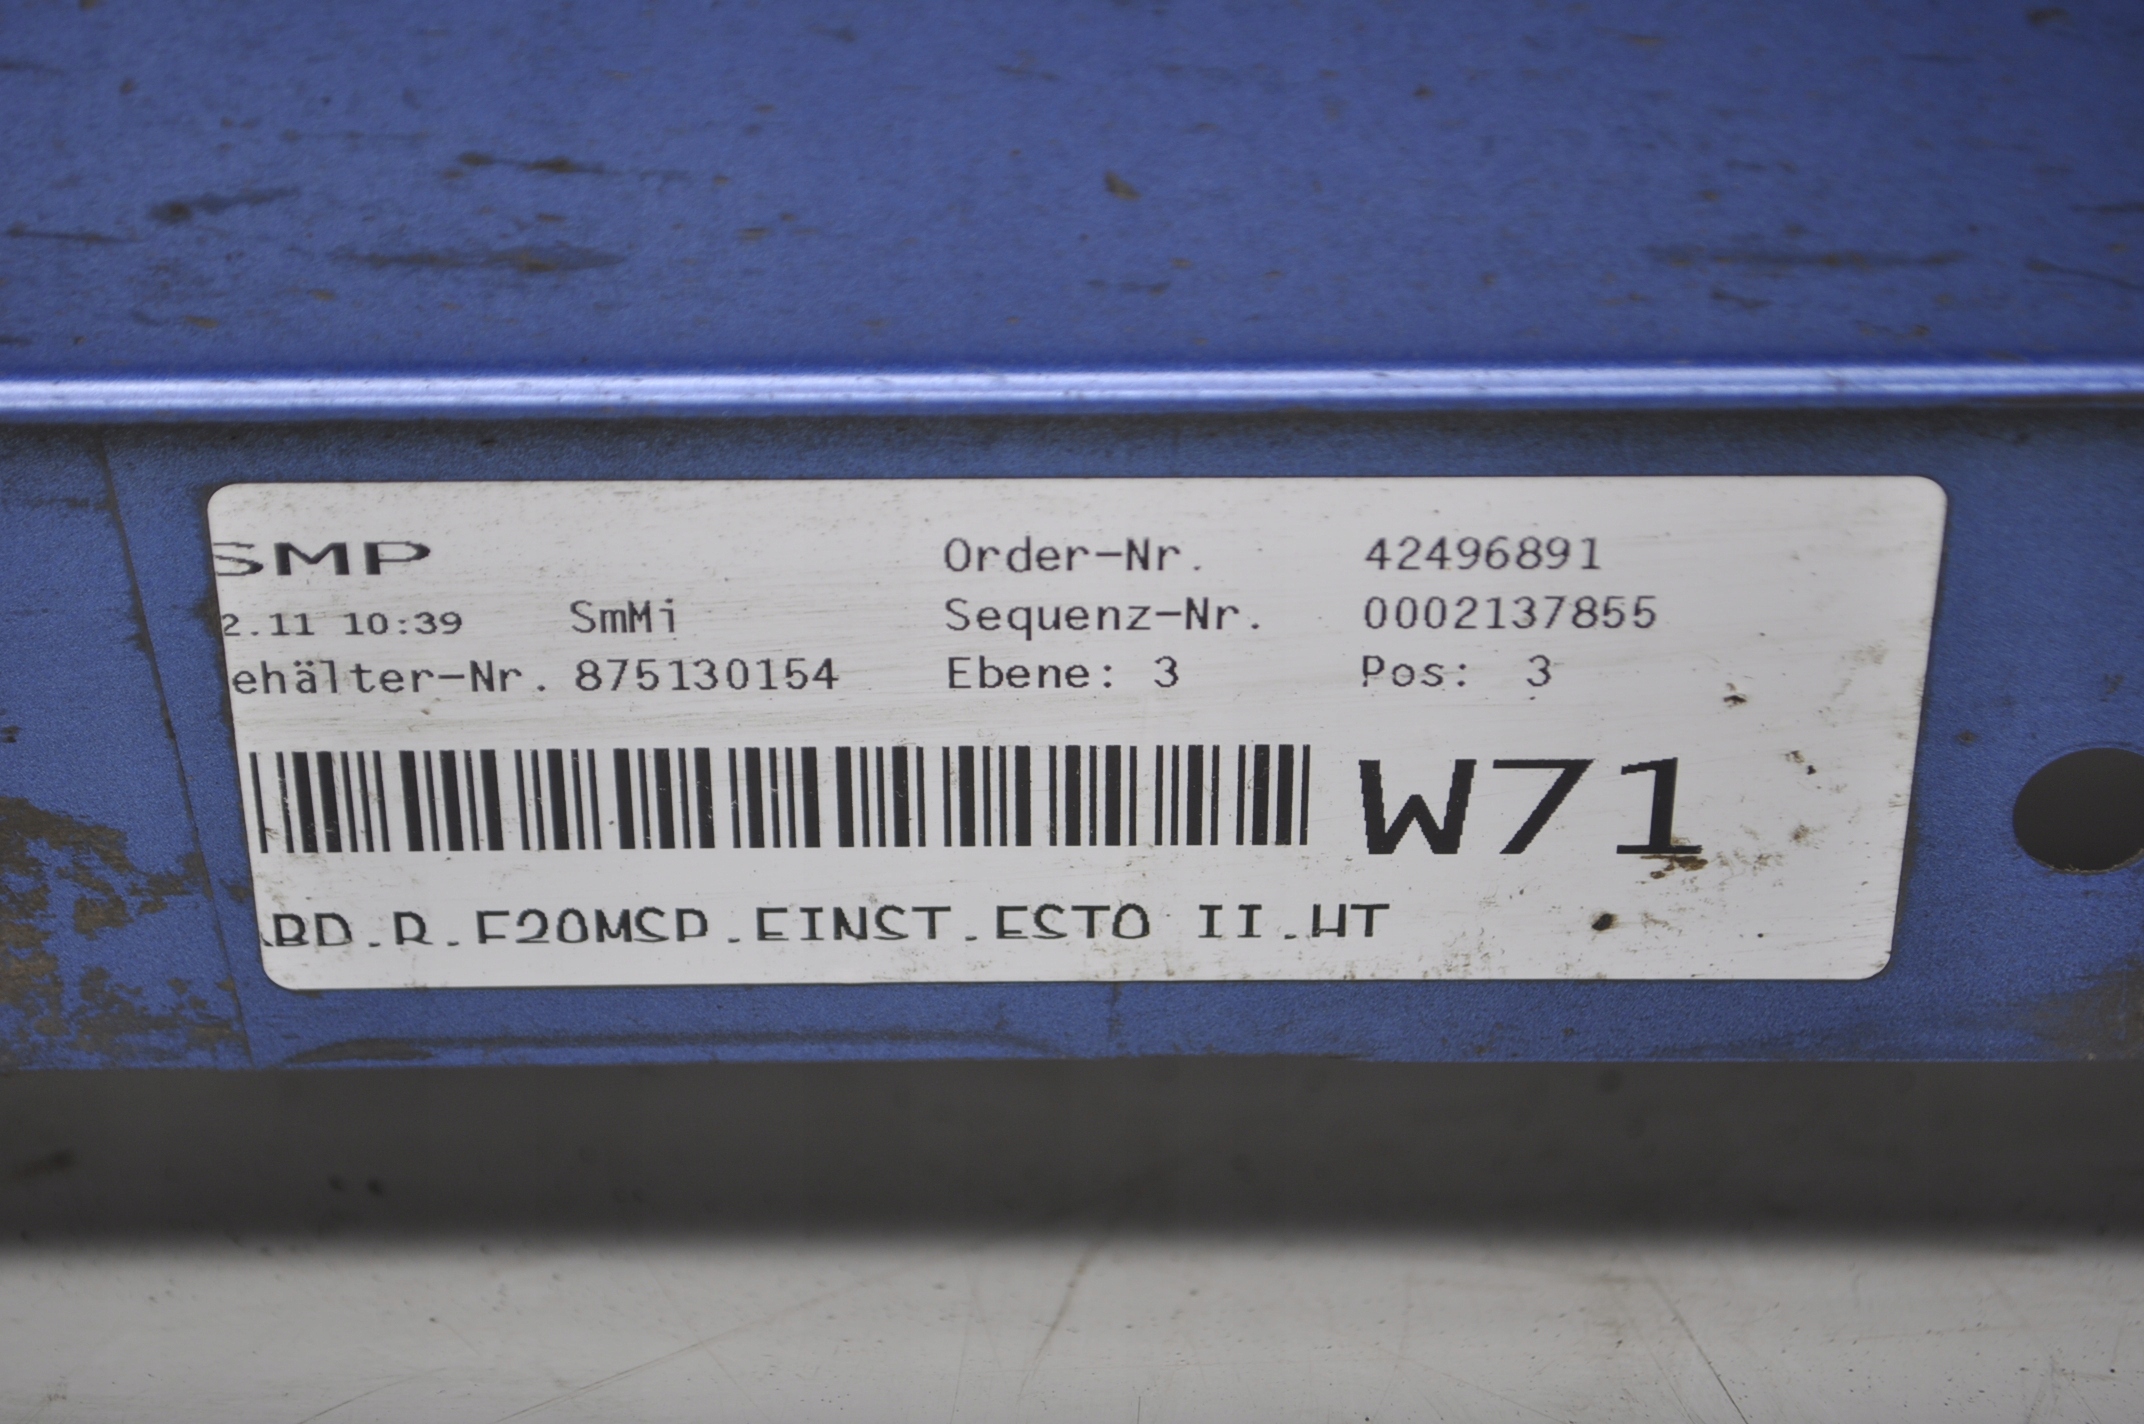 SMP Order-Nr. 42496891
2.11 10:39 SmMi Sequenz-Nr. 0002137855
ehälter-Nr. 875130154 Ebene: 3 Pos: 3
W71
ABD.R.F20MSP.EINST.ESTO II.HT